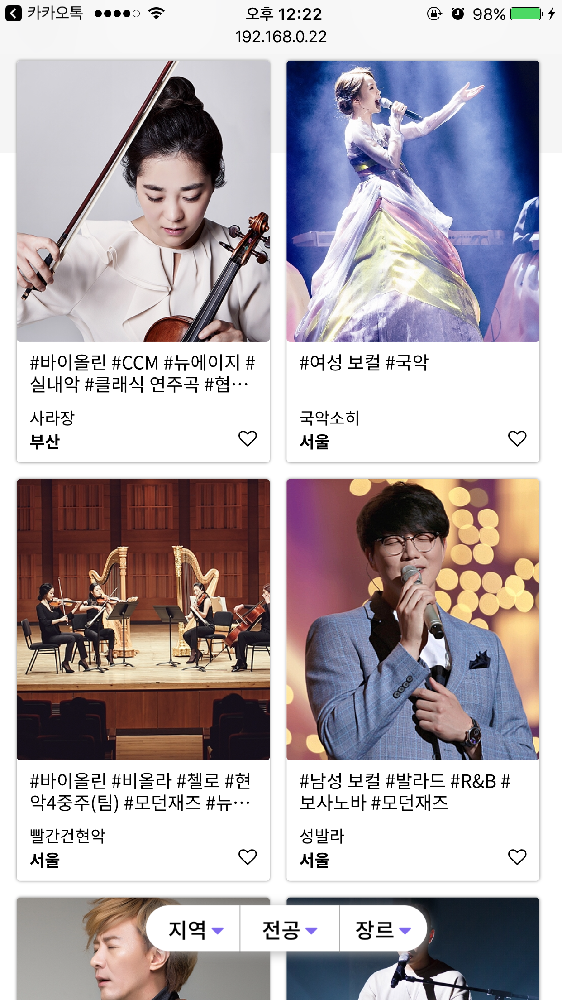 카카오톡 오후 12:22 98%
192.168.0.22
#바이올린 #CCM #뉴에이지 #
실내악 #클래식 연주곡 #협…
사라장
부산
#여성 보컬 #국악
국악소히
서울
#바이올린 #비올라 #첼로 #현
악4중주(팀) #모던재즈 #뉴…
빨간건현악
서울
#남성 보컬 #발라드 #R&B #
보사노바 #모던재즈
성발라
서울
지역 전공 장르